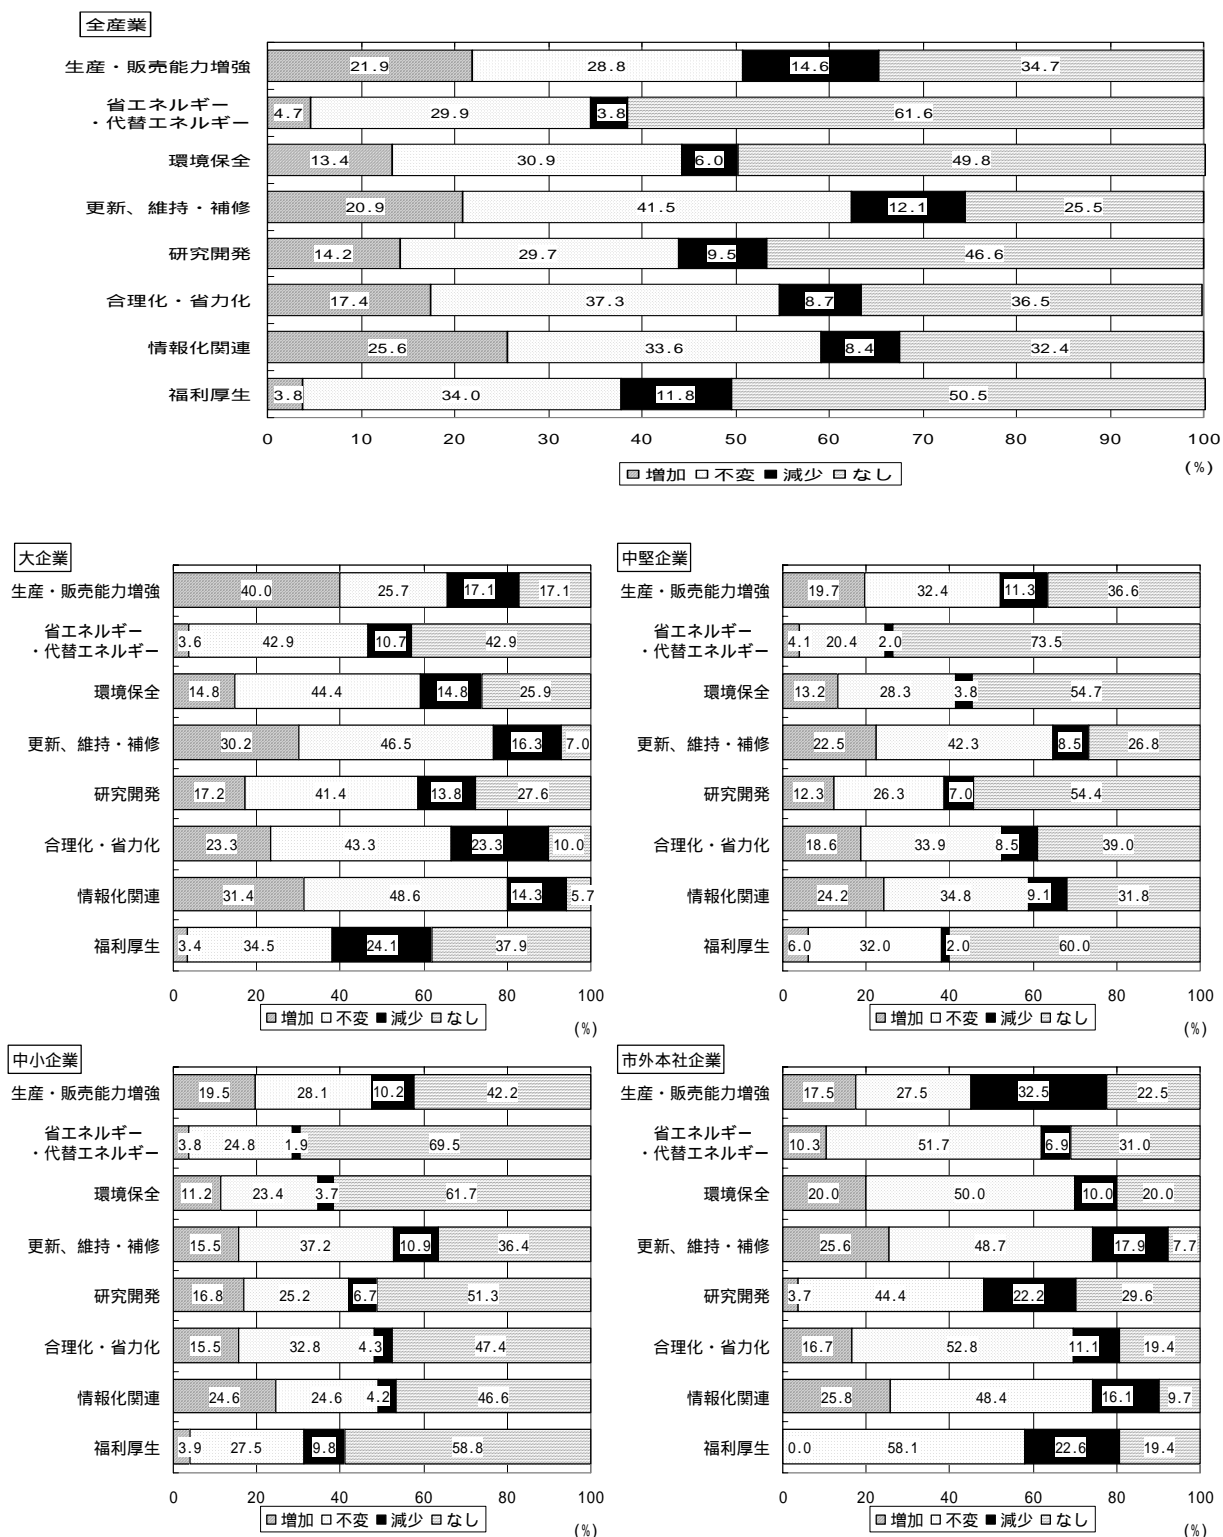 全産業
生産・販売能力増強 21.9 28.8 14.6 34.7
省エネルギー
・代替エネルギー 4.7 29.9 3.8 61.6
環境保全 13.4 30.9 6.0 49.8
更新、維持・補修 20.9 41.5 12.1 25.5
研究開発 14.2 29.7 9.5 46.6
合理化・省力化 17.4 37.3 8.7 36.5
情報化関連 25.6 33.6 8.4 32.4
福利厚生 3.8 34.0 11.8 50.5
0 10 20 30 40 50 60 70 80 90 100
(%)
増加 不変 減少 なし
大企業
生産・販売能力増強 40.0 25.7 17.1 17.1
省エネルギー
・代替エネルギー 3.6 42.9 10.7 42.9
環境保全 14.8 44.4 14.8 25.9
更新、維持・補修 30.2 46.5 16.3 7.0
研究開発 17.2 41.4 13.8 27.6
合理化・省力化 23.3 43.3 23.3 10.0
情報化関連 31.4 48.6 14.3 5.7
福利厚生 3.4 34.5 24.1 37.9
0 20 40 60 80 100
増加 不変 減少 なし
(%)
中堅企業
生産・販売能力増強 19.7 32.4 11.3 36.6
省エネルギー
・代替エネルギー 4.1 20.4 2.0 73.5
環境保全 13.2 28.3 3.8 54.7
更新、維持・補修 22.5 42.3 8.5 26.8
研究開発 12.3 26.3 7.0 54.4
合理化・省力化 18.6 33.9 8.5 39.0
情報化関連 24.2 34.8 9.1 31.8
福利厚生 6.0 32.0 2.0 60.0
0 20 40 60 80 100
増加 不変 減少 なし
(%)
中小企業
生産・販売能力増強 19.5 28.1 10.2 42.2
省エネルギー
・代替エネルギー 3.8 24.8 1.9 69.5
環境保全 11.2 23.4 3.7 61.7
更新、維持・補修 15.5 37.2 10.9 36.4
研究開発 16.8 25.2 6.7 51.3
合理化・省力化 15.5 32.8 4.3 47.4
情報化関連 24.6 24.6 4.2 46.6
福利厚生 3.9 27.5 9.8 58.8
0 20 40 60 80 100
増加 不変 減少 なし
(%)
市外本社企業
生産・販売能力増強 17.5 27.5 32.5 22.5
省エネルギー
・代替エネルギー 10.3 51.7 6.9 31.0
環境保全 20.0 50.0 10.0 20.0
更新、維持・補修 25.6 48.7 17.9 7.7
研究開発 3.7 44.4 22.2 29.6
合理化・省力化 16.7 52.8 11.1 19.4
情報化関連 25.8 48.4 16.1 9.7
福利厚生 0.0 58.1 22.6 19.4
0 20 40 60 80 100
増加 不変 減少 なし
(%)